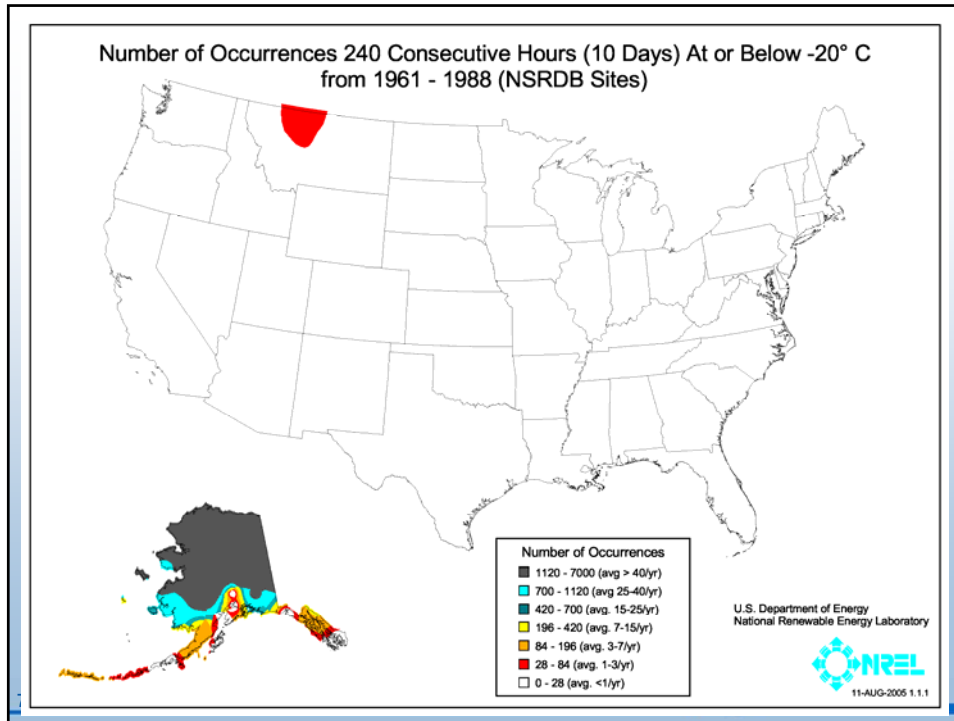 Number of Occurrences 240 Consecutive Hours (10 Days) At or Below -20° C
from 1961 - 1988 (NSRDB Sites)
Number of Occurrences
1120 - 7000 (avg > 40/yr)
700 - 1120 (avg 25-40/yr)
420 - 700 (avg. 15-25/yr)
196 - 420 (avg. 7-15/yr)
84 - 196 (avg. 3-7/yr)
28 - 84 (avg. 1-3/yr)
0 - 28 (avg. <1/yr)
U.S. Department of Energy
National Renewable Energy Laboratory
NREL
11-AUG-2005 1.1.1